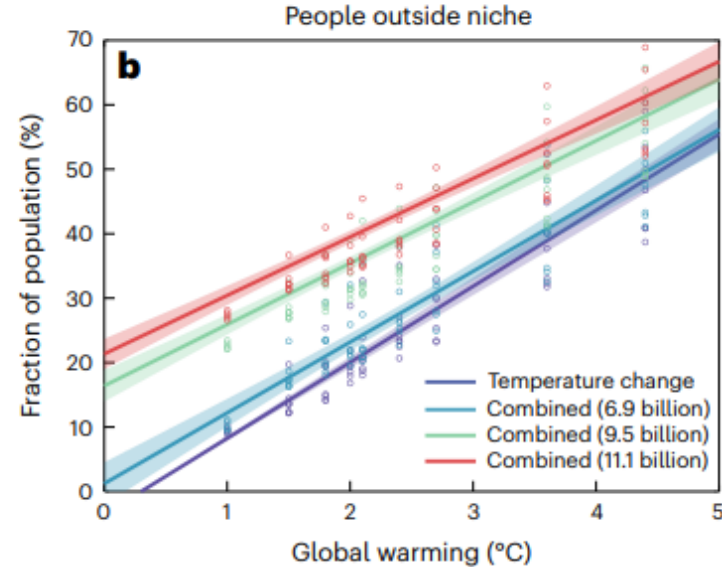 People outside niche
b
Fraction of population (%)
70
60
50
40
30
20
10
0
Temperature change
Combined (6.9 billion)
Combined (9.5 billion)
Combined (11.1 billion)
0 1 2 3 4 5
Global warming (°C)